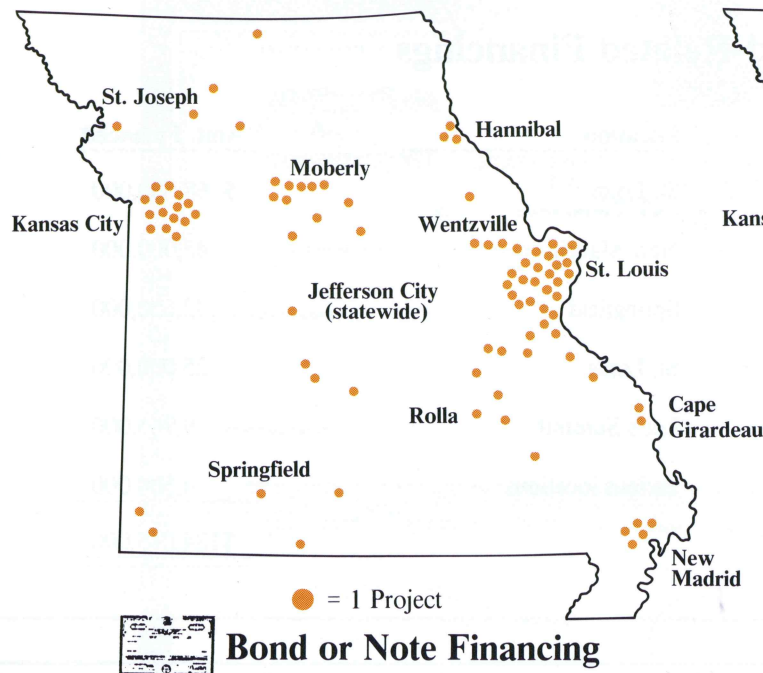 St. Joseph
Hannibal
Moberly
Kansas City
Wentzville
St. Louis
Jefferson City
(statewide)
Rolla
Cape
Girardeau
Springfield
New
Madrid
= 1 Project
Bond or Note Financing